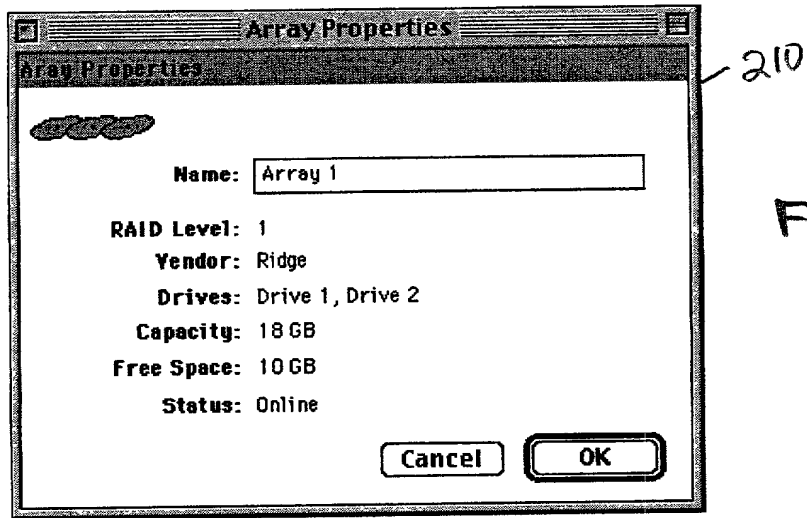 Array Properties
Aray Properties
210
Name: Array 1
F
RAID Level: 1
Vendor: Ridge
Drives: Drive 1, Drive 2
Capacity: 18 GB
Free Space: 10 GB
Status: Online
Cancel OK